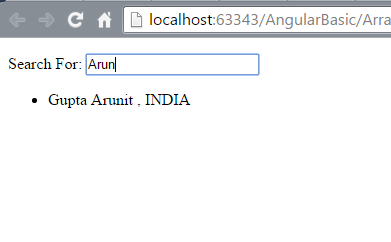 localhost:63343/AngularBasic/Arra
Search For: Arun
Gupta Arunit , INDIA